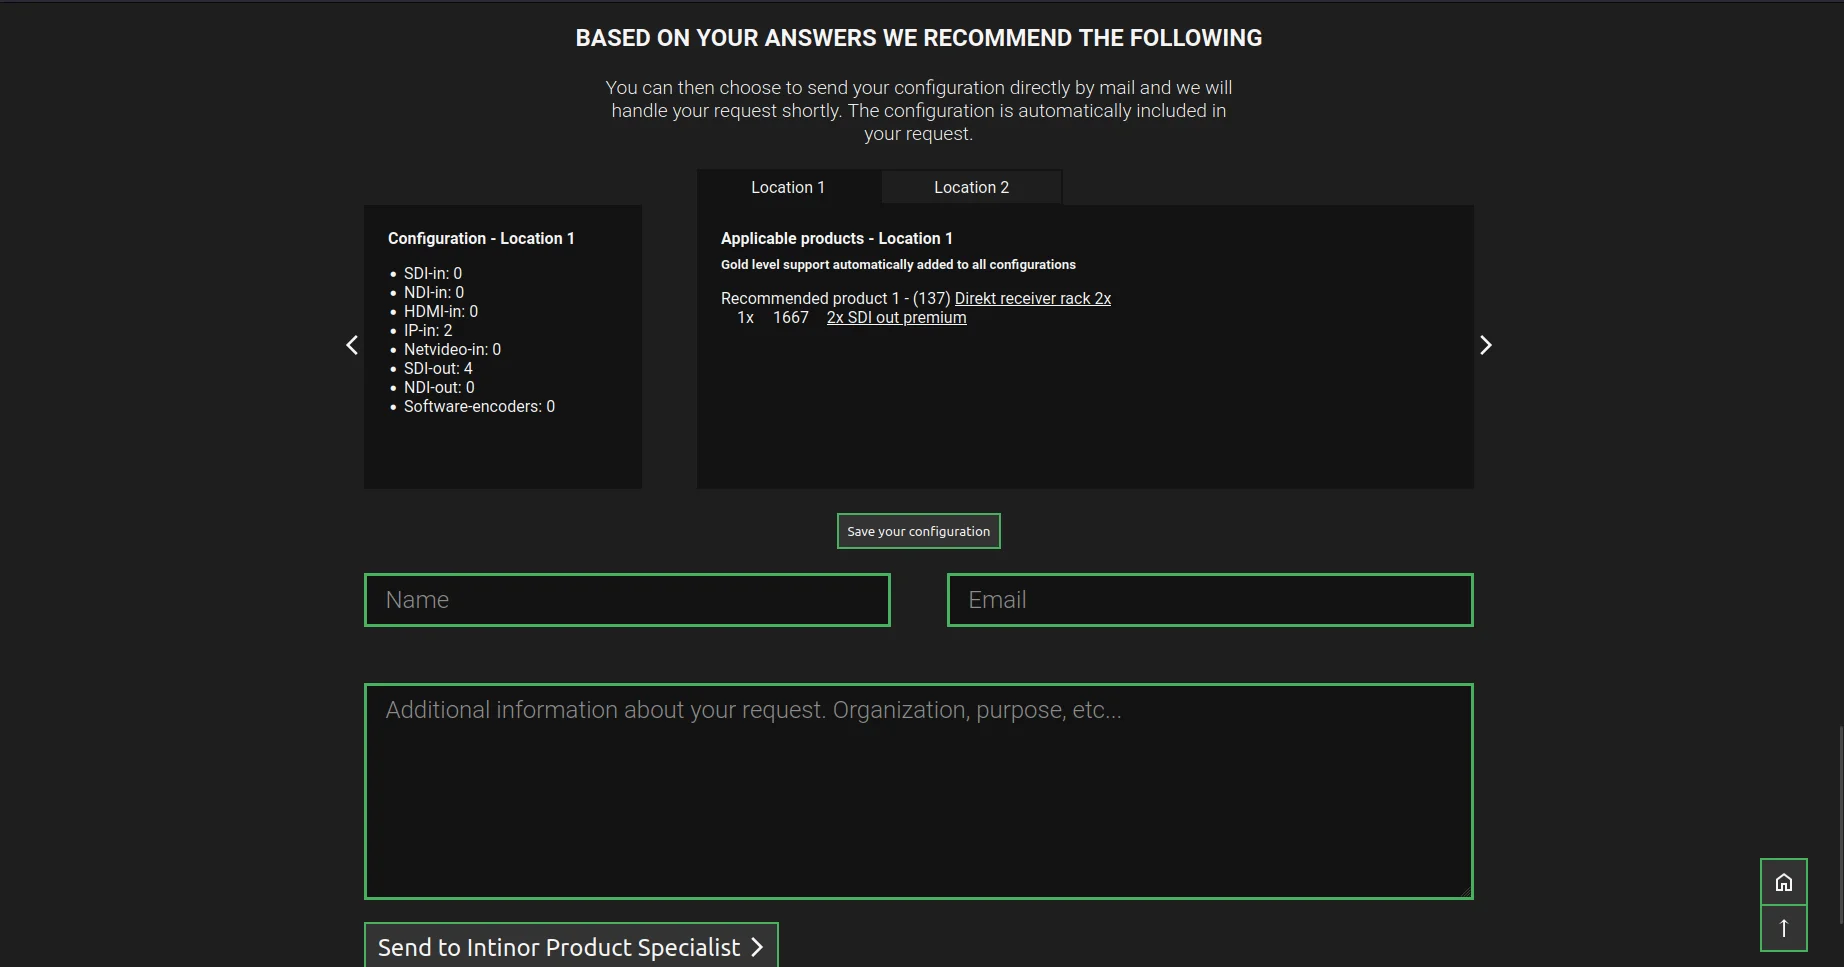 BASED ON YOUR ANSWERS WE RECOMMEND THE FOLLOWING
You can then choose to send your configuration directly by mail and we will
handle your request shortly. The configuration is automatically included in
your request.
Location 1
Location 2
Configuration - Location 1
• SDI-in: 0
• NDI-in: 0
• HDMI-in: 0
• IP-in: 2
• Netvideo-in: 0
• SDI-out: 4
• NDI-out: 0
• Software-encoders: 0
Applicable products - Location 1
Gold level support automatically added to all configurations
Recommended product 1 - (137) Direkt receiver rack 2x
1x 1667 2x SDI out premium
Save your configuration
Name
Email
Additional information about your request. Organization, purpose, etc...
Send to Intinor Product Specialist